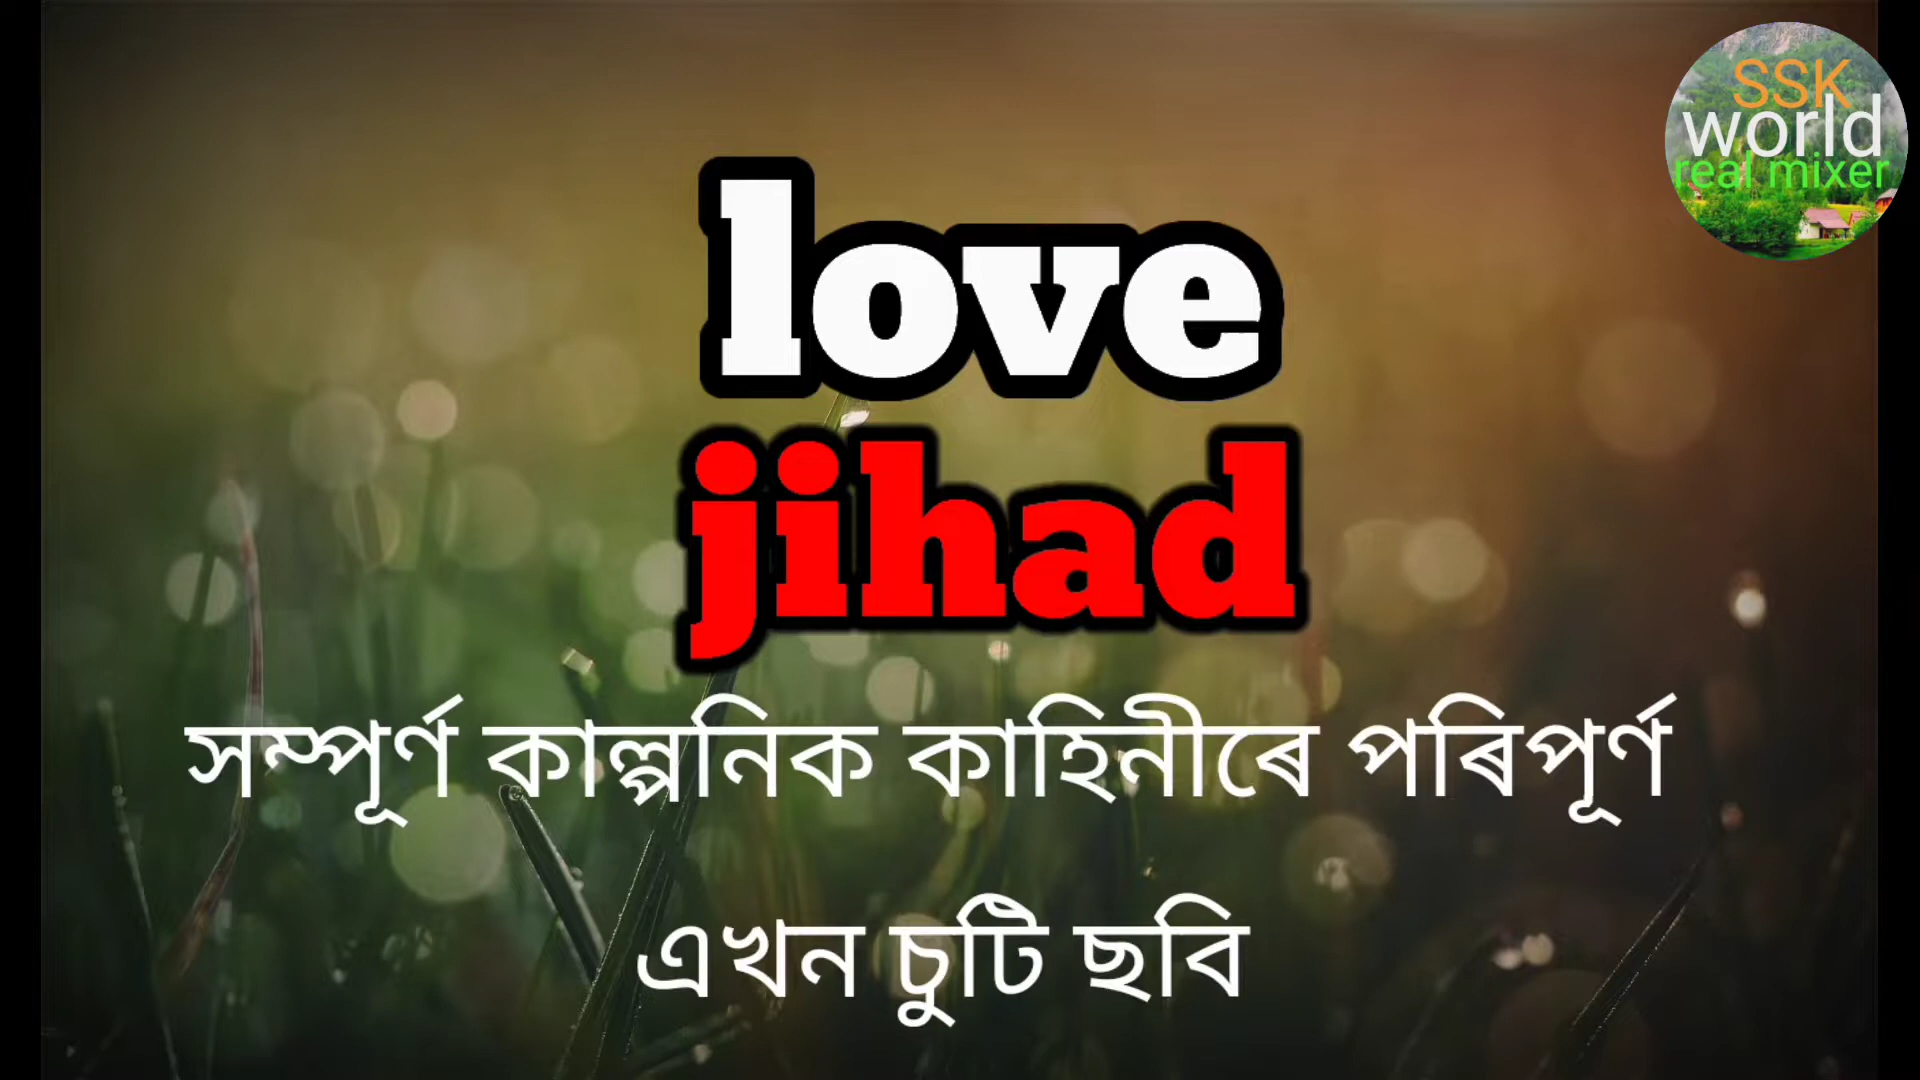 SSK
world
real mixer
love
jihad
সম্পূৰ্ণ কাল্পনিক কাহিনীৰে পৰিপূৰ্ণ
এখন চুটি ছবি